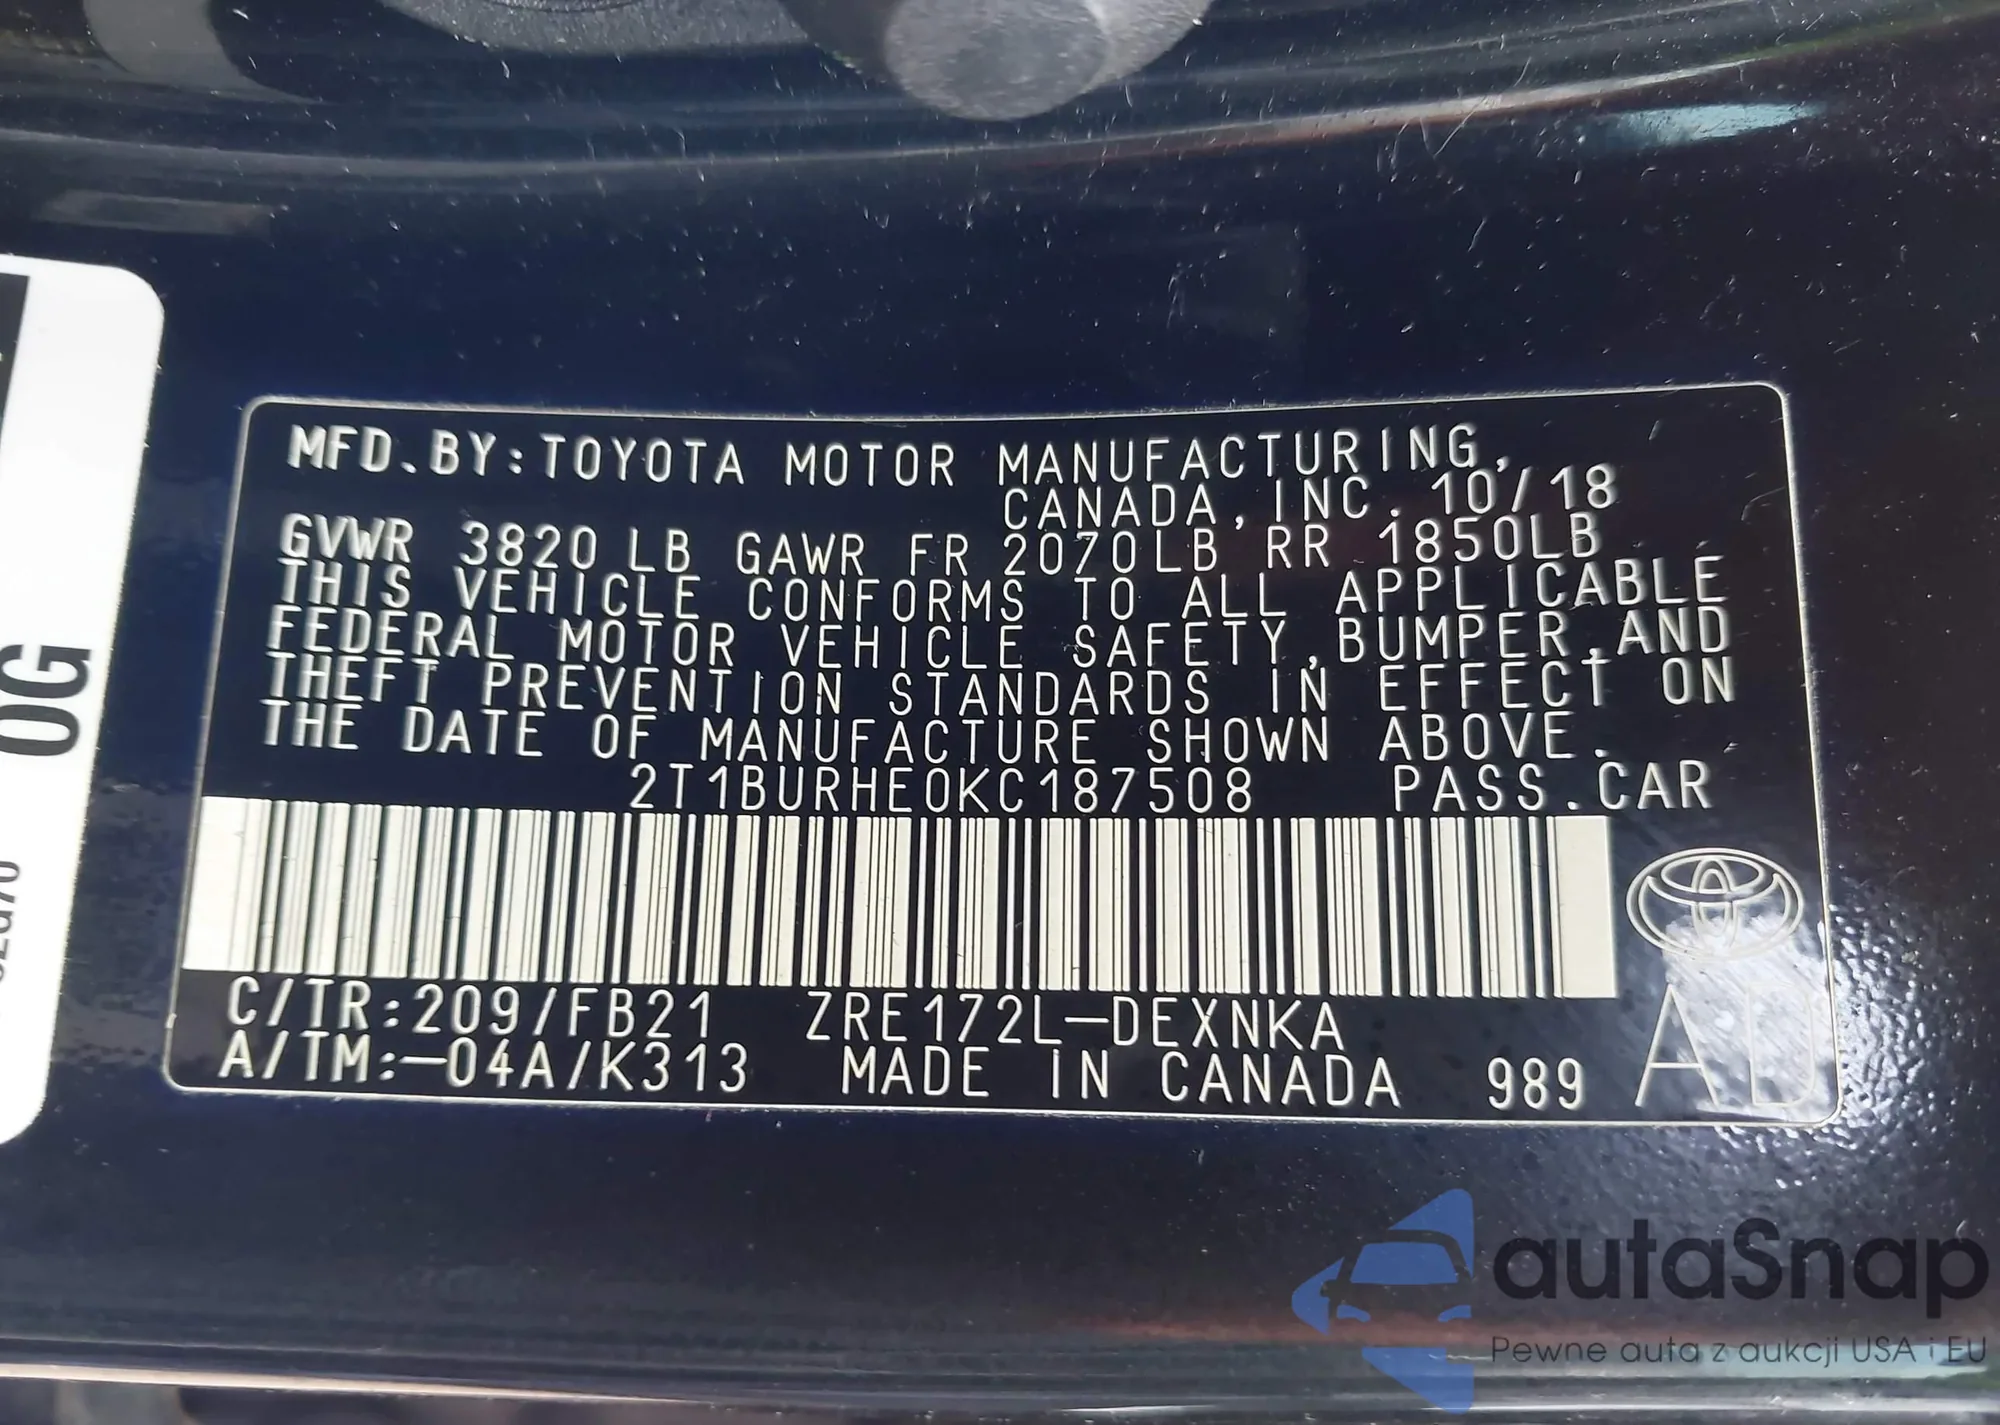 MFD.BY:TOYOTA MOTOR MANUFACTURING,
CANADA,INC. 10/18
GVWR 3820 LB GAWR FR 2070LB RR 1850LB
THIS VEHICLE CONFORMS TO ALL APPLICABLE
FEDERAL MOTOR VEHICLE SAFETY,BUMPER,AND
THEFT PREVENTION STANDARDS IN EFFECT ON
THE DATE OF MANUFACTURE SHOWN ABOVE.
2T1BURHE0KC187508 PASS.CAR
C/TR:209/FB21 ZRE172L-DEXNKA
A/TM:-04A/K313 MADE IN CANADA 989 AD
0G
autaSnap
Pewne auta z aukcji USA i EU